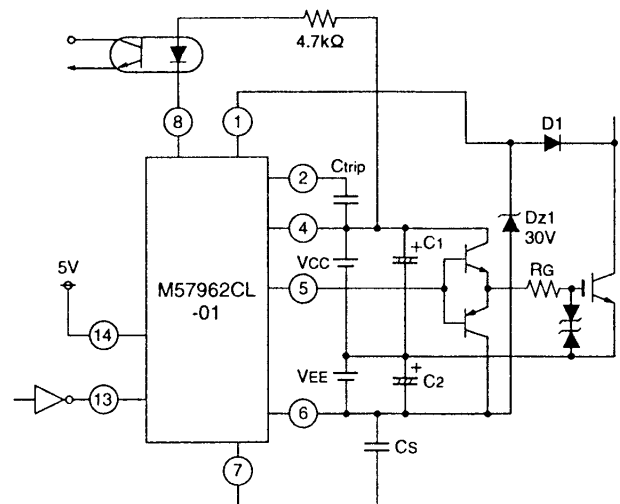 4.7kΩ
8
1
D1
2
Ctrip
4
+
C1
Dz1
30V
VCC
5V
M57962CL
-01
5
RG
14
VEE
+
C2
13
6
7
CS